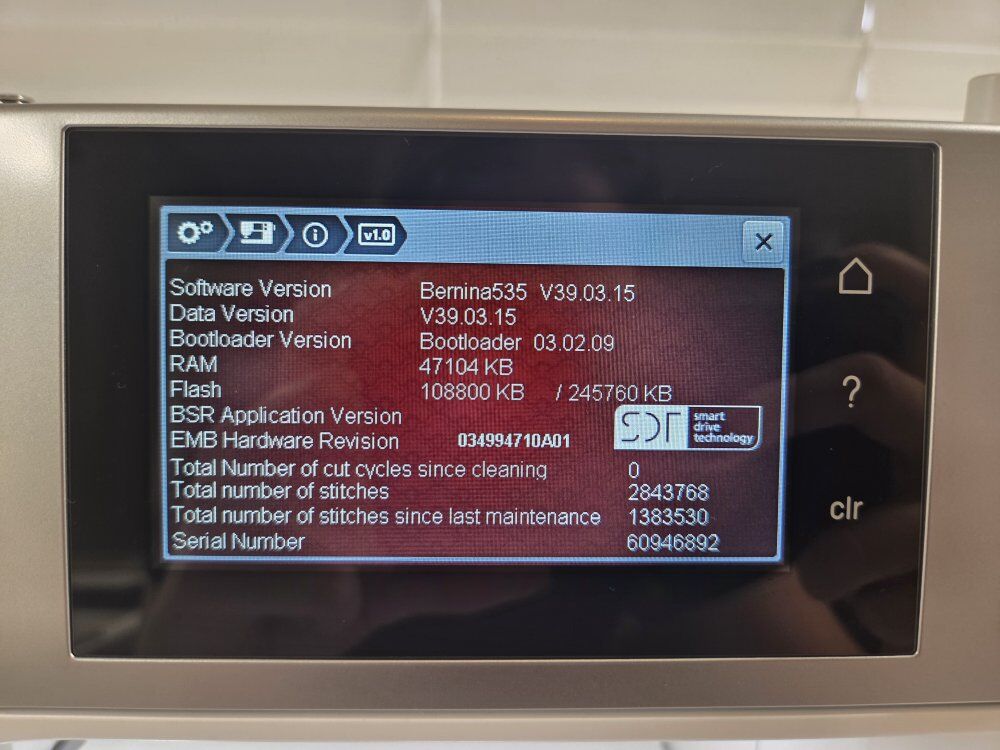 v1.0
Software Version Bernina535 V39.03.15
Data Version V39.03.15
Bootloader Version Bootloader 03.02.09
RAM 47104 KB
Flash 108800 KB / 245760 KB
BSR Application Version
EMB Hardware Revision 034994710A01
SDT smart
drive
technology
Total Number of cut cycles since cleaning 0
Total number of stitches 2843768
Total number of stitches since last maintenance 1383530
Serial Number 60946892
?
clr